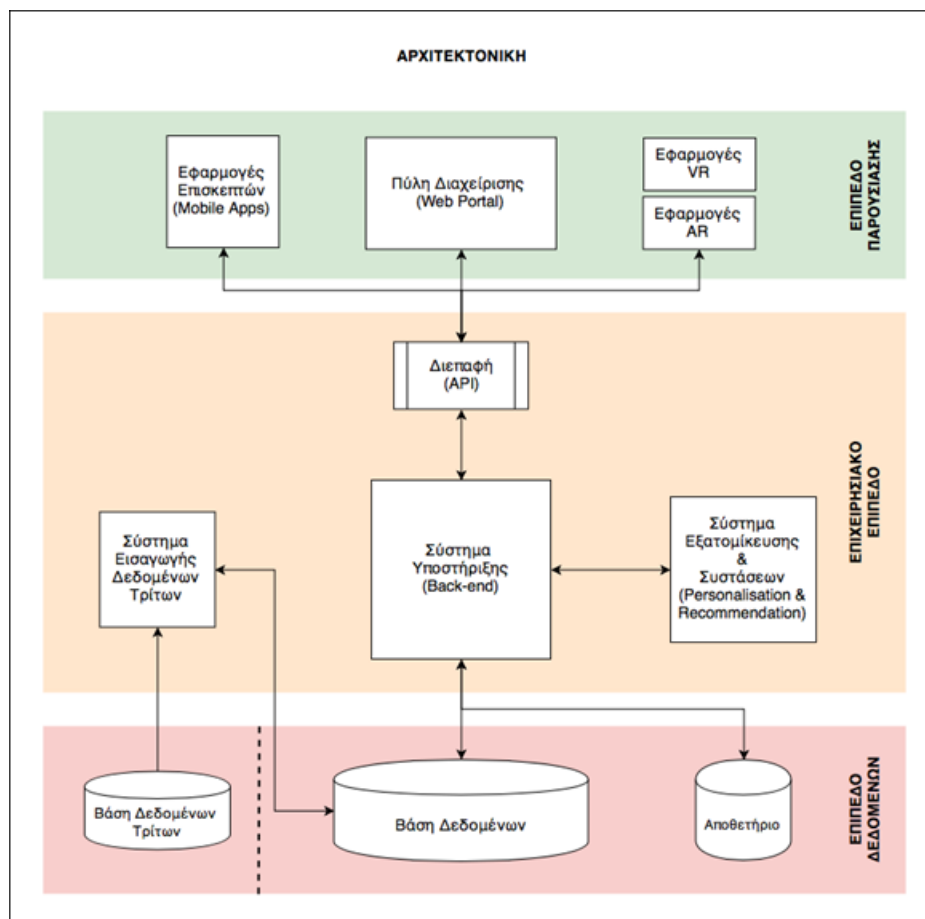 ΑΡΧΙΤΕΚΤΟΝΙΚΗ
Εφαρμογές
Επισκεπτών
(Mobile Apps)
Πύλη Διαχείρισης
(Web Portal)
Εφαρμογές
VR
Εφαρμογές
AR
ΕΠΙΠΕΔΟ
ΠΑΡΟΥΣΙΑΣΗΣ
Διεπαφή
(API)
Σύστημα
Εισαγωγής
Δεδομένων
Τρίτων
Σύστημα
Υποστήριξης
(Back-end)
Σύστημα
Εξατομίκευσης
&
Συστάσεων
(Personalisation &
Recommendation)
ΕΠΙΧΕΙΡΗΣΙΑΚΟ
ΕΠΙΠΕΔΟ
Βάση Δεδομένων
Τρίτων
Βάση Δεδομένων
Αποθετήριο
ΕΠΙΠΕΔΟ
ΔΕΔΟΜΕΝΩΝ